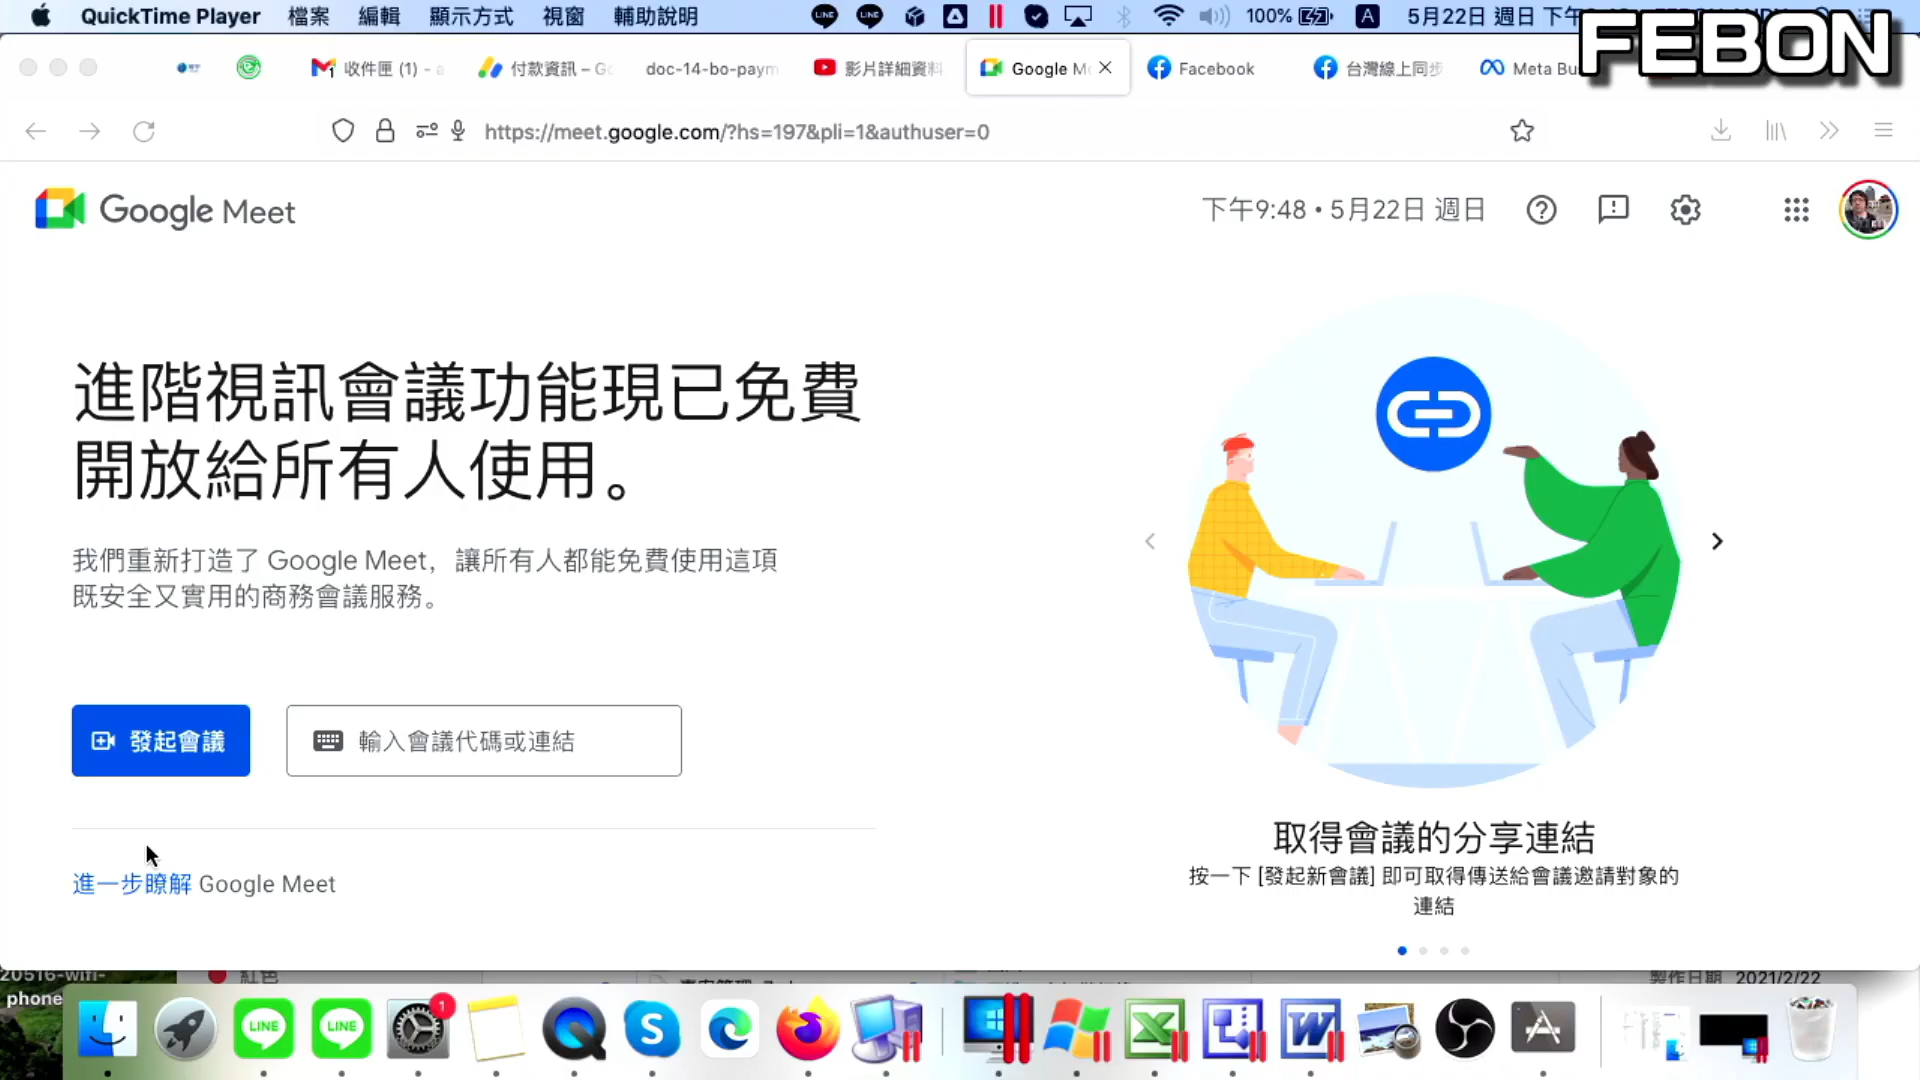 QuickTime Player 檔案 編輯 顯示方式 視窗 輔助說明 LINE LINE 100% A 5月22日 週日 下午
FEBON
收件匣 (1) - 付款資訊 – Go doc-14-bo-paym 影片詳細資料 Google M Facebook 台灣線上同步 Meta Bu
https://meet.google.com/?hs=197&pli=1&authuser=0
Google Meet
下午9:48 • 5月22日 週日
進階視訊會議功能現已免費
開放給所有人使用。
我們重新打造了 Google Meet，讓所有人都能免費使用這項
既安全又實用的商務會議服務。
發起會議
輸入會議代碼或連結
進一步瞭解 Google Meet
取得會議的分享連結
按一下 [發起新會議] 即可取得傳送給會議邀請對象的
連結
20516-wifi-
phone
紅色
製作日期 2021/2/22
LINE LINE 1